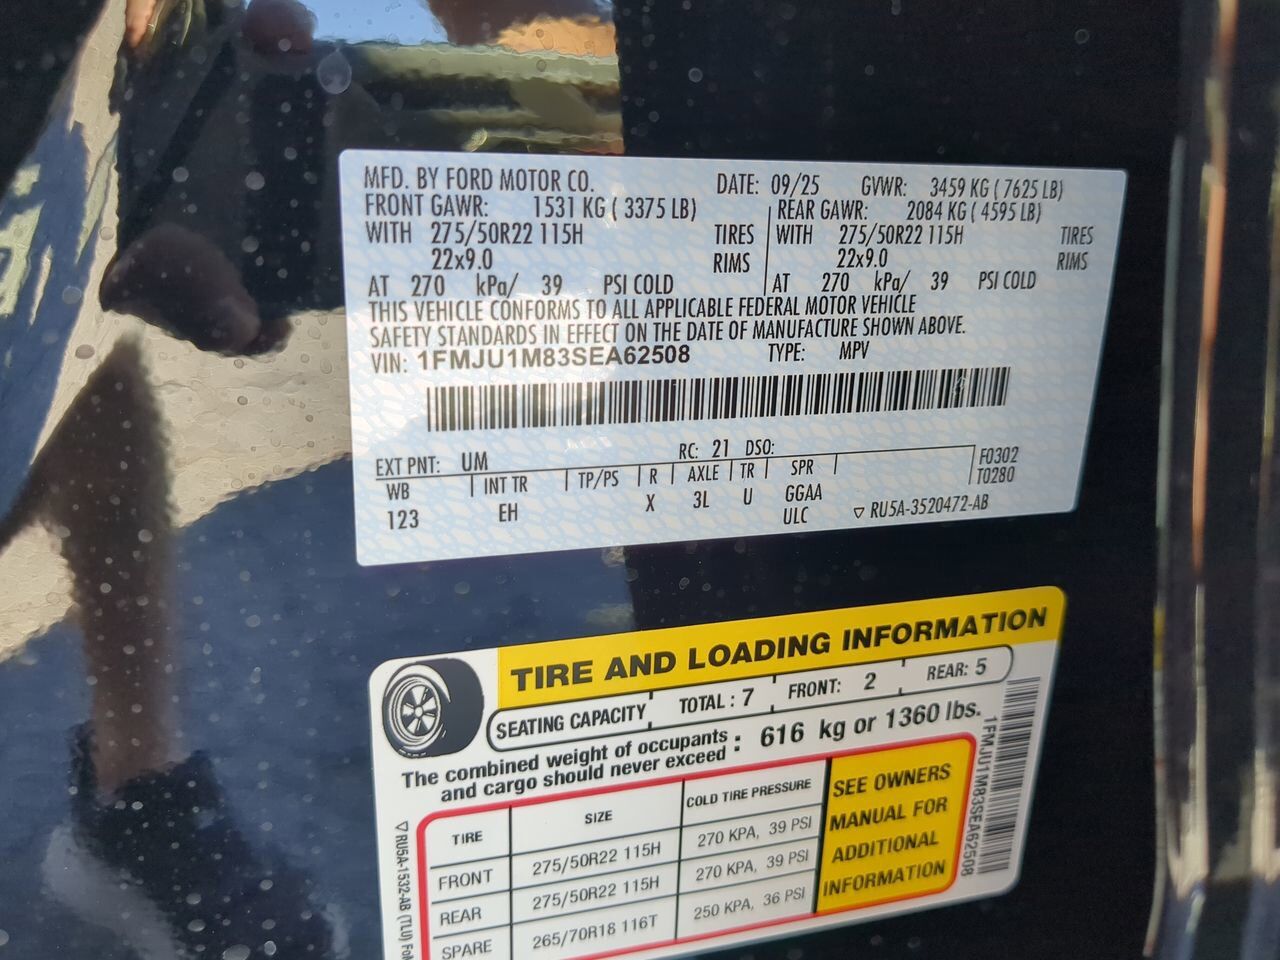 MFD. BY FORD MOTOR CO. DATE: 09/25 GVWR: 3459 KG ( 7625 LB)
FRONT GAWR: 1531 KG ( 3375 LB) REAR GAWR: 2084 KG ( 4595 LB)
WITH 275/50R22 115H TIRES WITH 275/50R22 115H TIRES
22x9.0 RIMS 22x9.0 RIMS
AT 270 kPa/ 39 PSI COLD AT 270 kPa/ 39 PSI COLD
THIS VEHICLE CONFORMS TO ALL APPLICABLE FEDERAL MOTOR VEHICLE
SAFETY STANDARDS IN EFFECT ON THE DATE OF MANUFACTURE SHOWN ABOVE.
VIN: 1FMJU1M83SEA62508 TYPE: MPV
EXT PNT: UM RC: 21 DSO:
WB INT TR TP/PS R AXLE TR SPR F0302
123 EH X 3L U GGAA T0280
ULC ▽ RU5A-3520472-AB
TIRE AND LOADING INFORMATION
SEATING CAPACITY TOTAL : 7 FRONT: 2 REAR: 5
The combined weight of occupants and cargo should never exceed : 616 kg or 1360 lbs.
TIRE SIZE COLD TIRE PRESSURE
FRONT 275/50R22 115H 270 KPA, 39 PSI
REAR 275/50R22 115H 270 KPA, 39 PSI
SPARE 265/70R18 116T 250 KPA, 36 PSI
SEE OWNERS
MANUAL FOR
ADDITIONAL
INFORMATION
1FMJU1M83SEA62508
▽ RU5A-1532-AB (TLU)